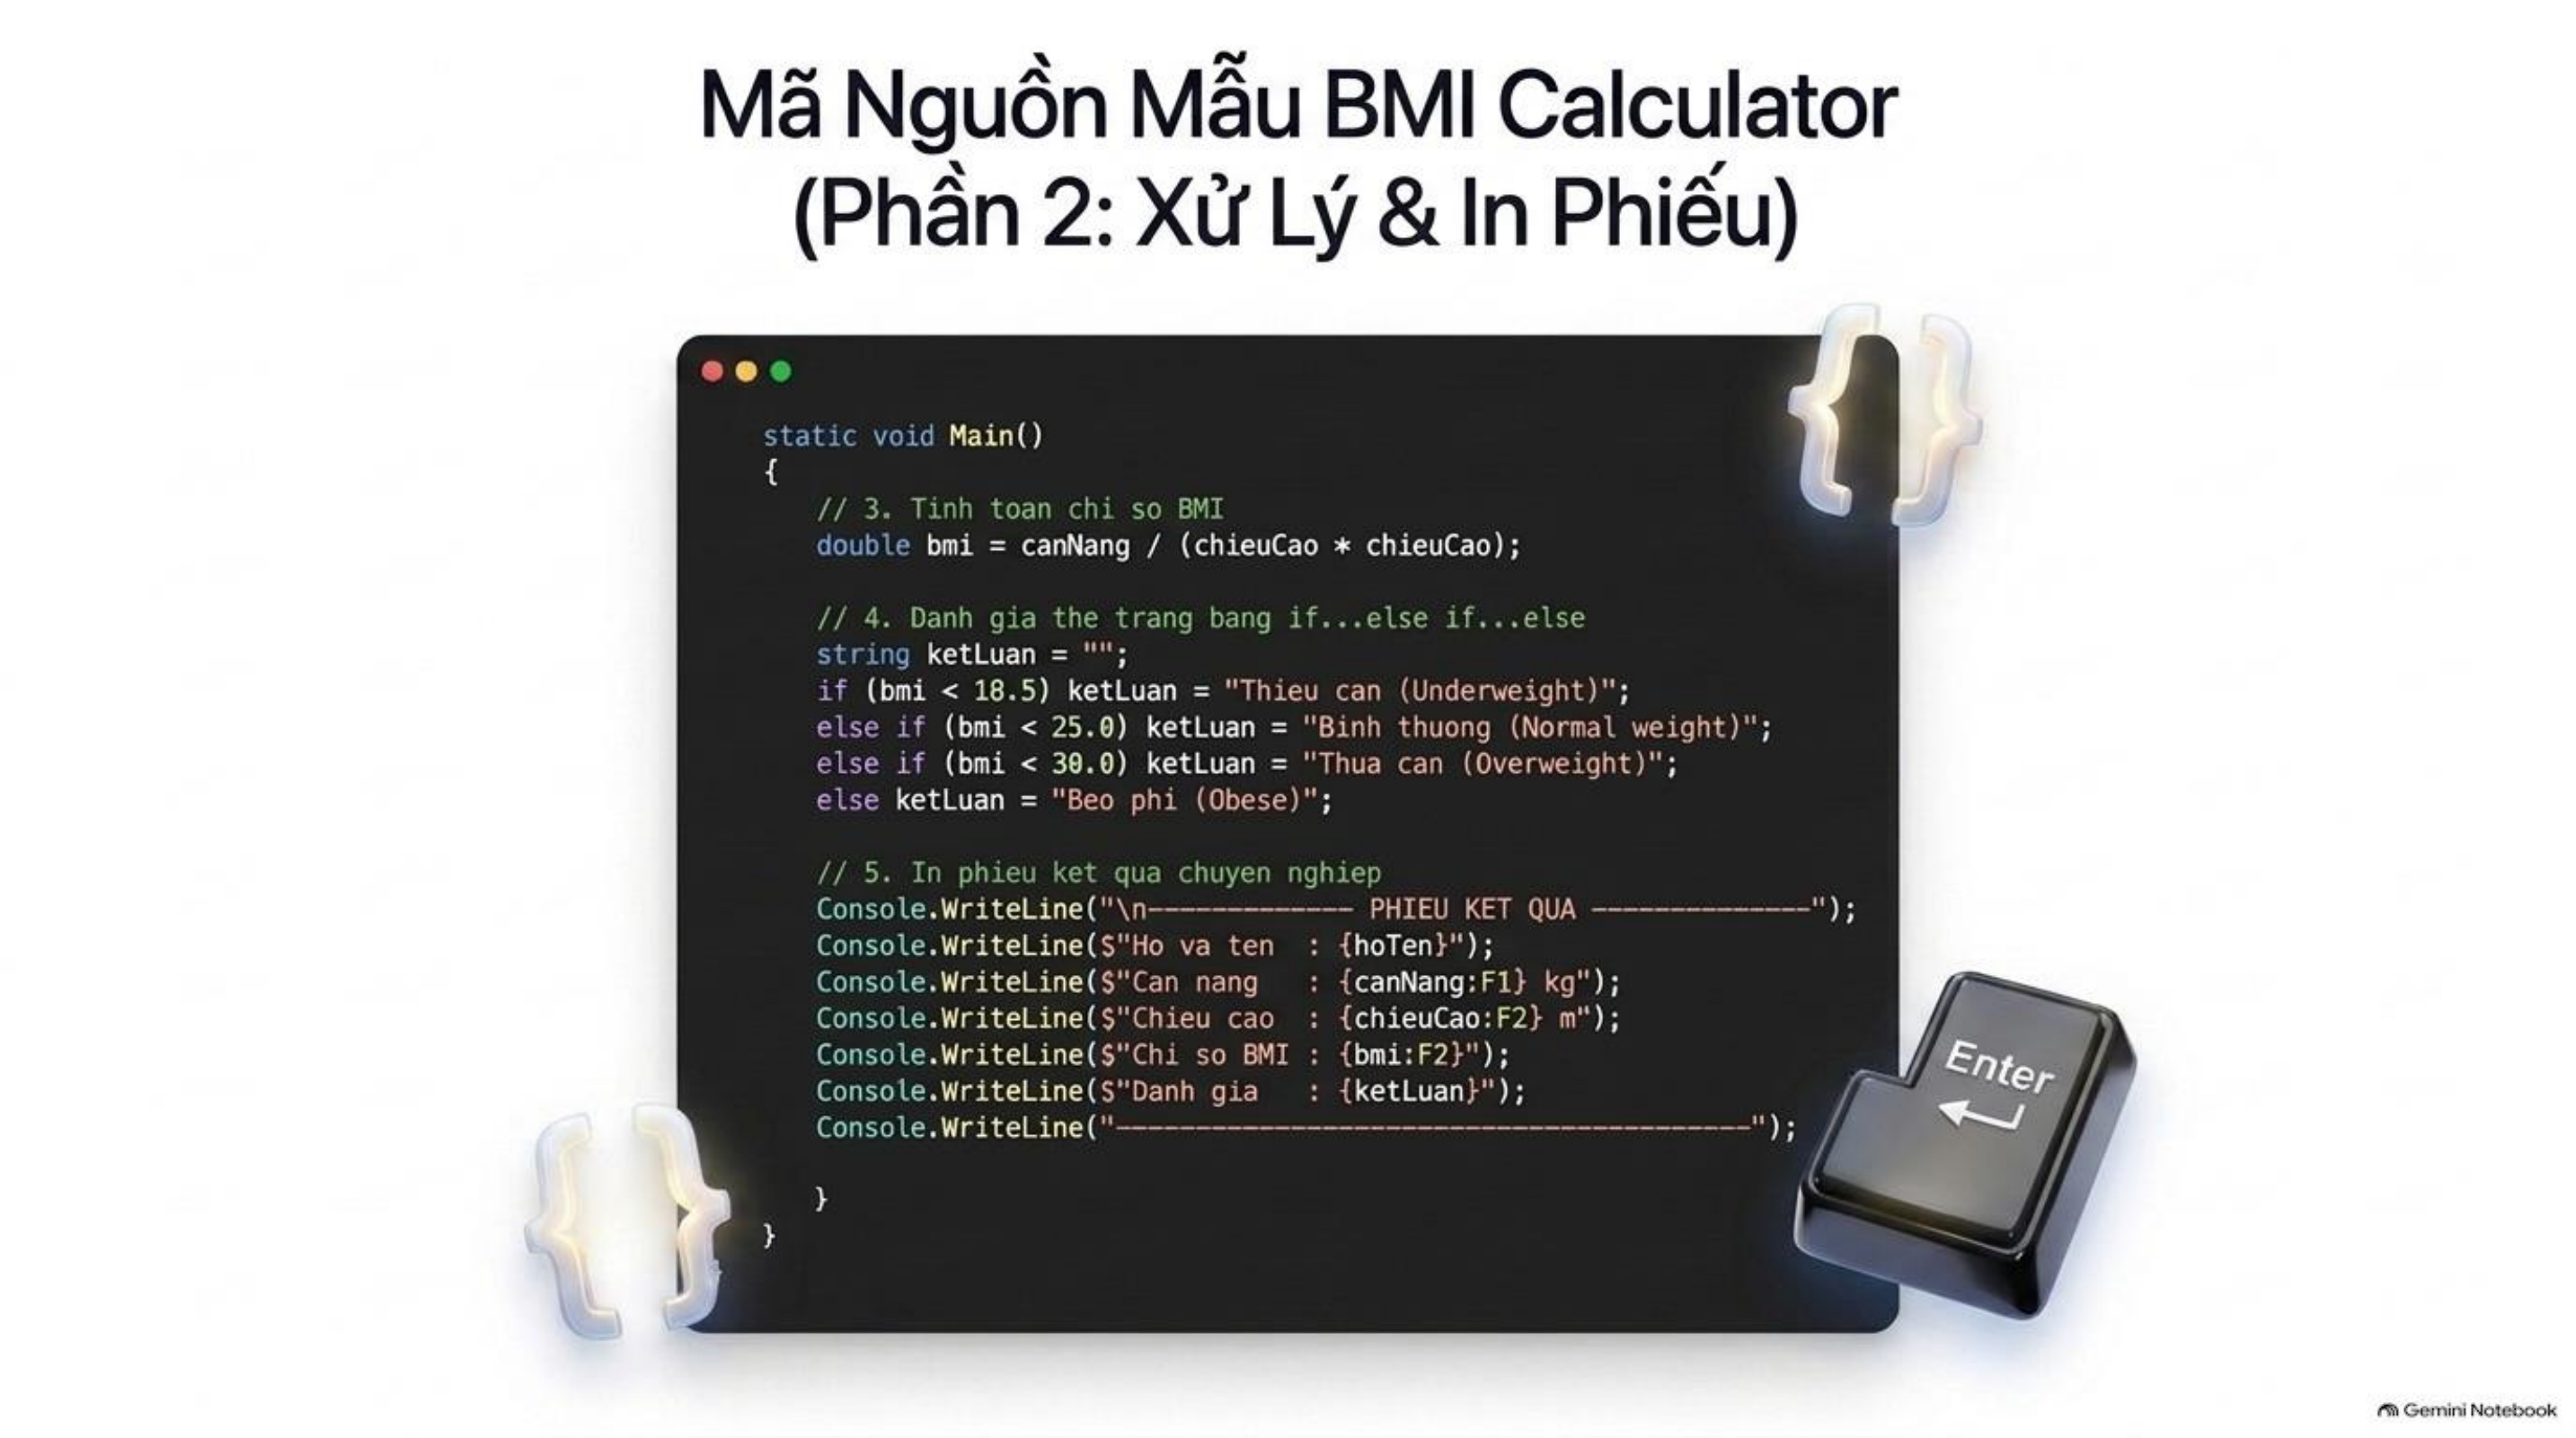 Mã Nguồn Mẫu BMI Calculator
(Phần 2: Xử Lý & In Phiếu)
static void Main()
{
// 3. Tinh toan chi so BMI
double bmi = canNang / (chieuCao * chieuCao);
// 4. Danh gia the trang bang if...else if...else
string ketLuan = "";
if (bmi < 18.5) ketLuan = "Thieu can (Underweight)";
else if (bmi < 25.0) ketLuan = "Binh thuong (Normal weight)";
else if (bmi < 30.0) ketLuan = "Thua can (Overweight)";
else ketLuan = "Beo phi (Obese)";
// 5. In phieu ket qua chuyen nghiep
Console.WriteLine("\n------------- PHIEU KET QUA --------------");
Console.WriteLine($"Ho va ten  : {hoTen}");
Console.WriteLine($"Can nang   : {canNang:F1} kg");
Console.WriteLine($"Chieu cao  : {chieuCao:F2} m");
Console.WriteLine($"Chi so BMI : {bmi:F2}");
Console.WriteLine($"Danh gia   : {ketLuan}");
Console.WriteLine("----------------------------------------");
}
}
Enter
Gemini Notebook